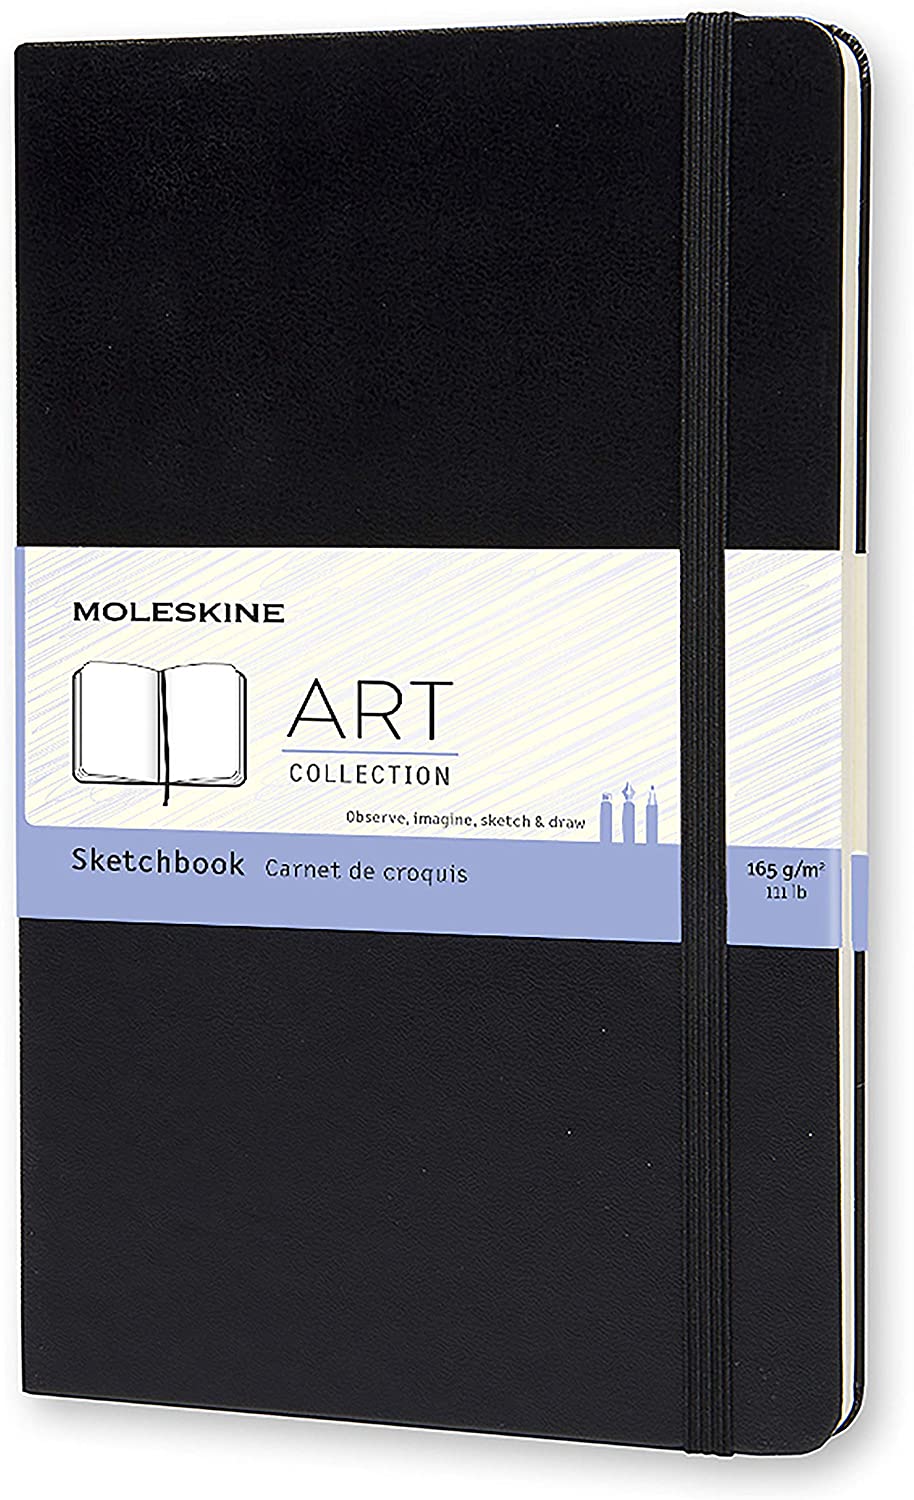 MOLESKINE
ART
COLLECTION
Observe, imagine, sketch & draw
Sketchbook Carnet de croquis
165 g/m²
111 lb